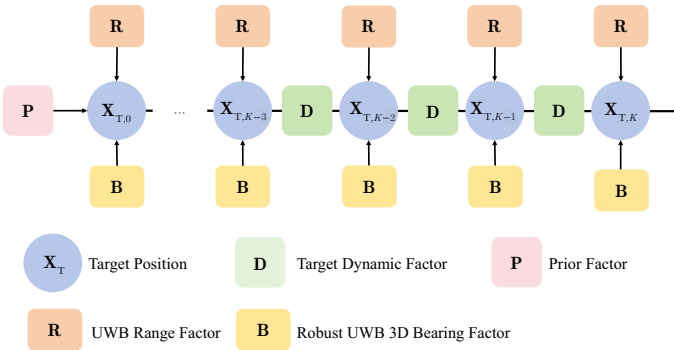 R R R R R
P X_{T,0} ... X_{T,K−3} D X_{T,K−2} D X_{T,K−1} D X_{T,K}
B B B B B
X_T Target Position D Target Dynamic Factor P Prior Factor
R UWB Range Factor B Robust UWB 3D Bearing Factor